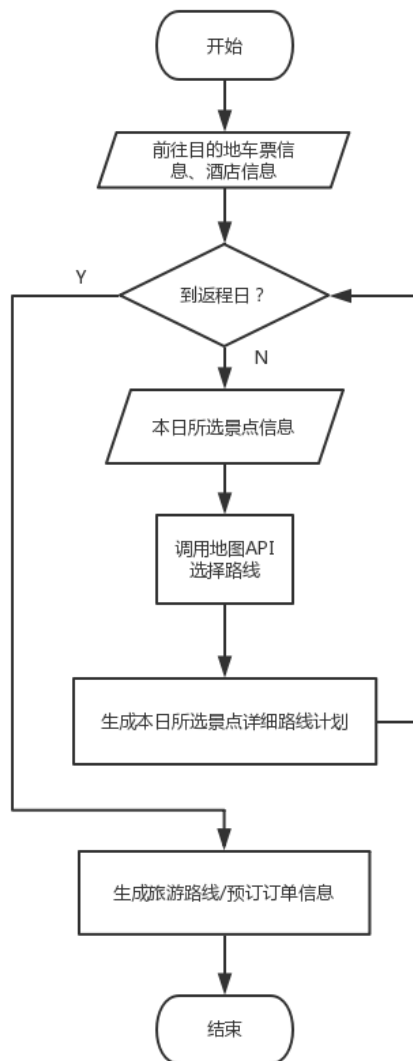 开始
前往目的地车票信
息、酒店信息
Y
到返程日？
N
本日所选景点信息
调用地图API
选择路线
生成本日所选景点详细路线计划
生成旅游路线/预订订单信息
结束